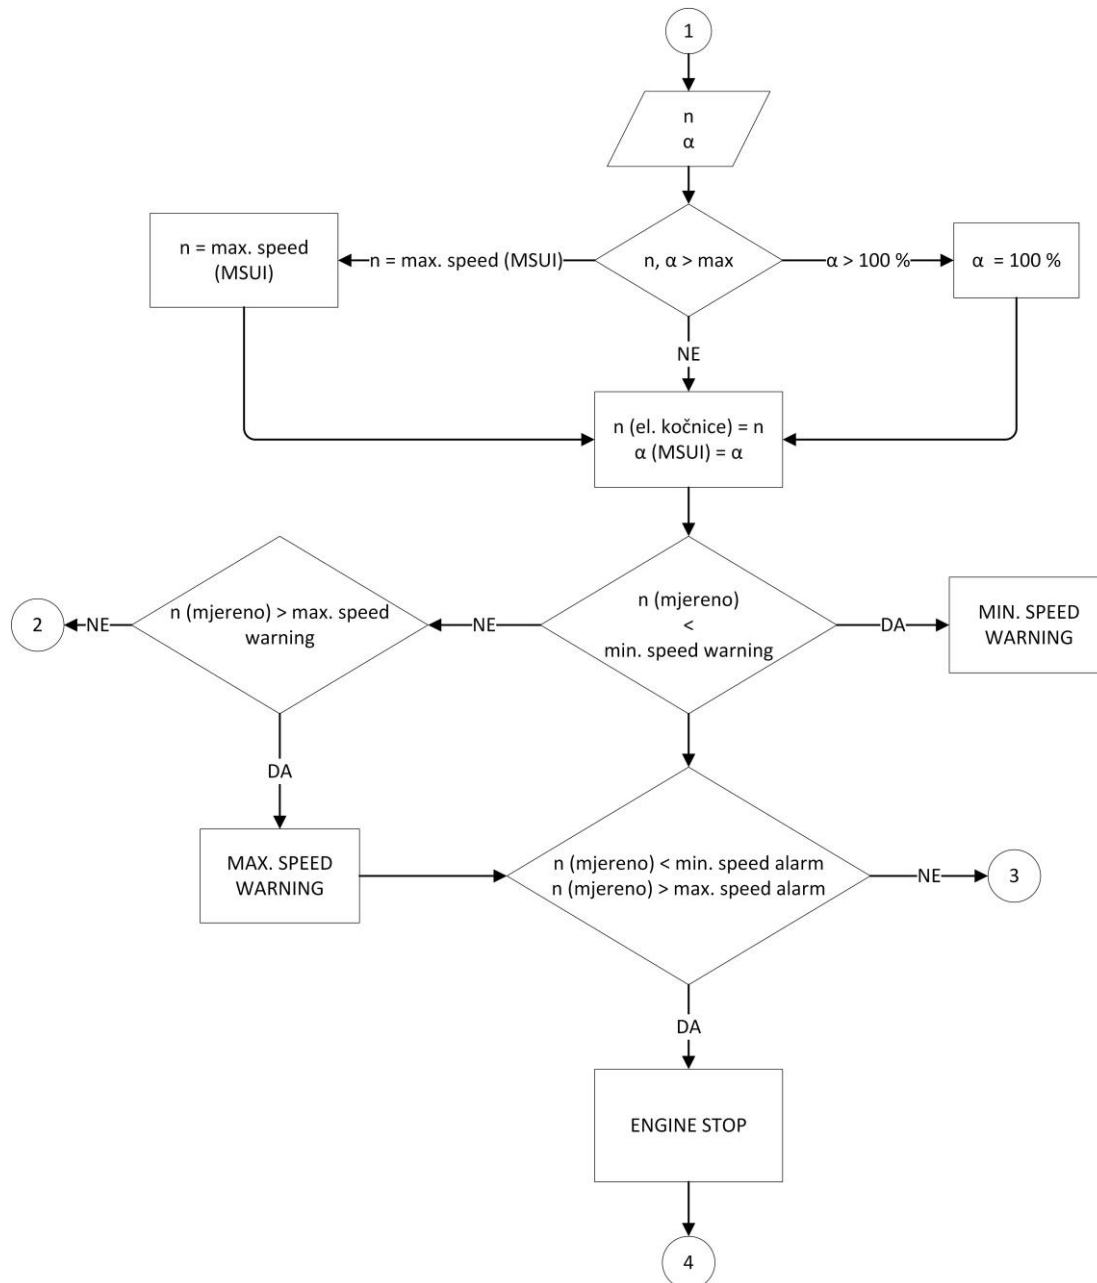 1
n
α
n = max. speed
(MSUI)
n = max. speed (MSUI)
n, α > max
α > 100 %
α = 100 %
NE
n (el. kočnice) = n
α (MSUI) = α
2
NE
n (mjereno) > max. speed
warning
NE
n (mjereno)
<
min. speed warning
DA
MIN. SPEED
WARNING
DA
MAX. SPEED
WARNING
n (mjereno) < min. speed alarm
n (mjereno) > max. speed alarm
NE
3
DA
ENGINE STOP
4